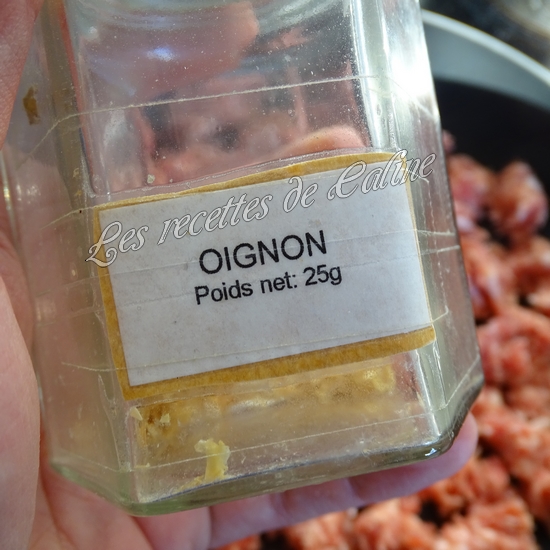 Les recettes de Caline
OIGNON
Poids net: 25g